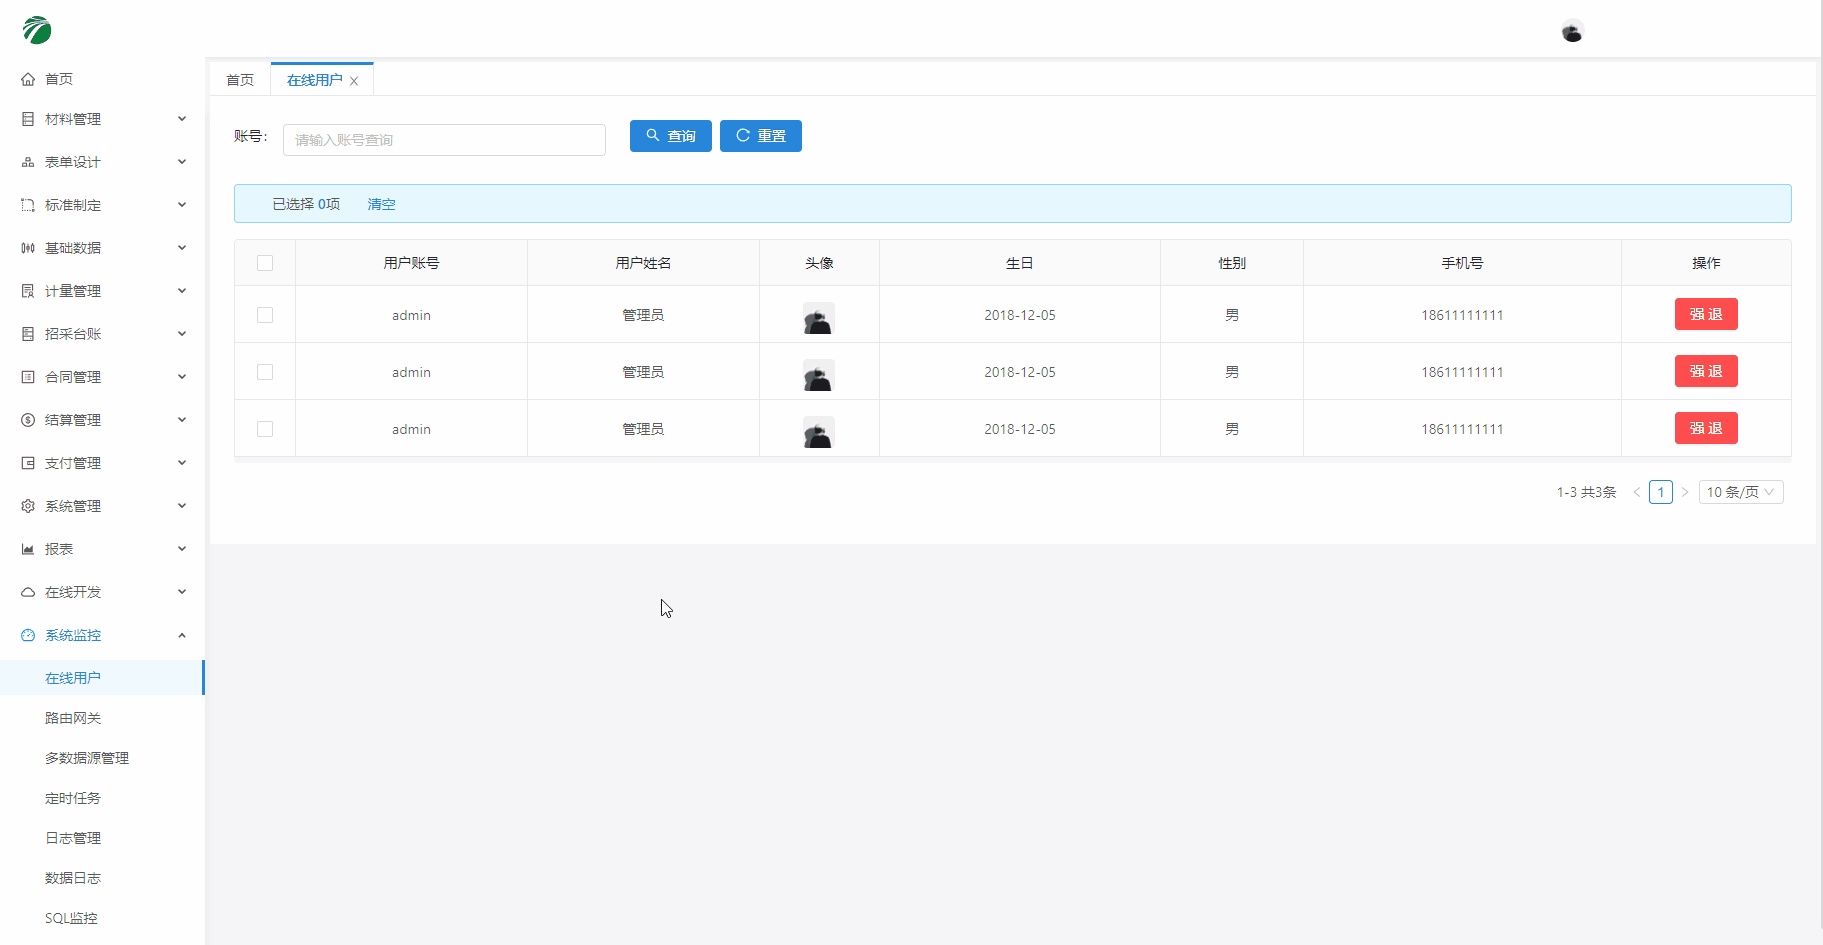 首页
材料管理
表单设计
标准制定
基础数据
计量管理
招采台账
合同管理
结算管理
支付管理
系统管理
报表
在线开发
系统监控
在线用户
路由网关
多数据源管理
定时任务
日志管理
数据日志
SQL监控
首页 在线用户
账号： 请输入账号查询 查询 重置
已选择 0项 清空
用户账号 用户姓名 头像 生日 性别 手机号 操作
admin 管理员 2018-12-05 男 18611111111 强退
admin 管理员 2018-12-05 男 18611111111 强退
admin 管理员 2018-12-05 男 18611111111 强退
1-3 共3条 < 1 > 10 条/页